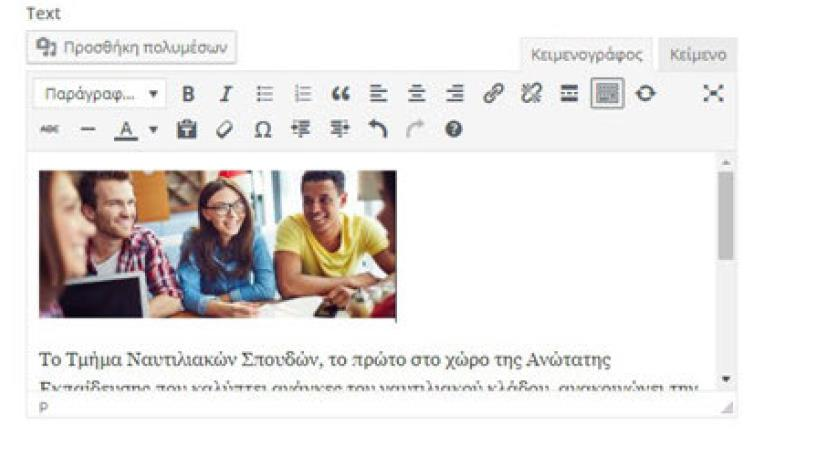 Text
Προσθήκη πολυμέσων
Κειμενογράφος Κείμενο
Παράγραφ... B I
ABC A Ω
Το Τμήμα Ναυτιλιακών Σπουδών, το πρώτο στο χώρο της Ανώτατης
Εκπαίδευσης που καλύπτει ανάγκες του ναυτιλιακού κλάδου, ανακοινώνει την
P